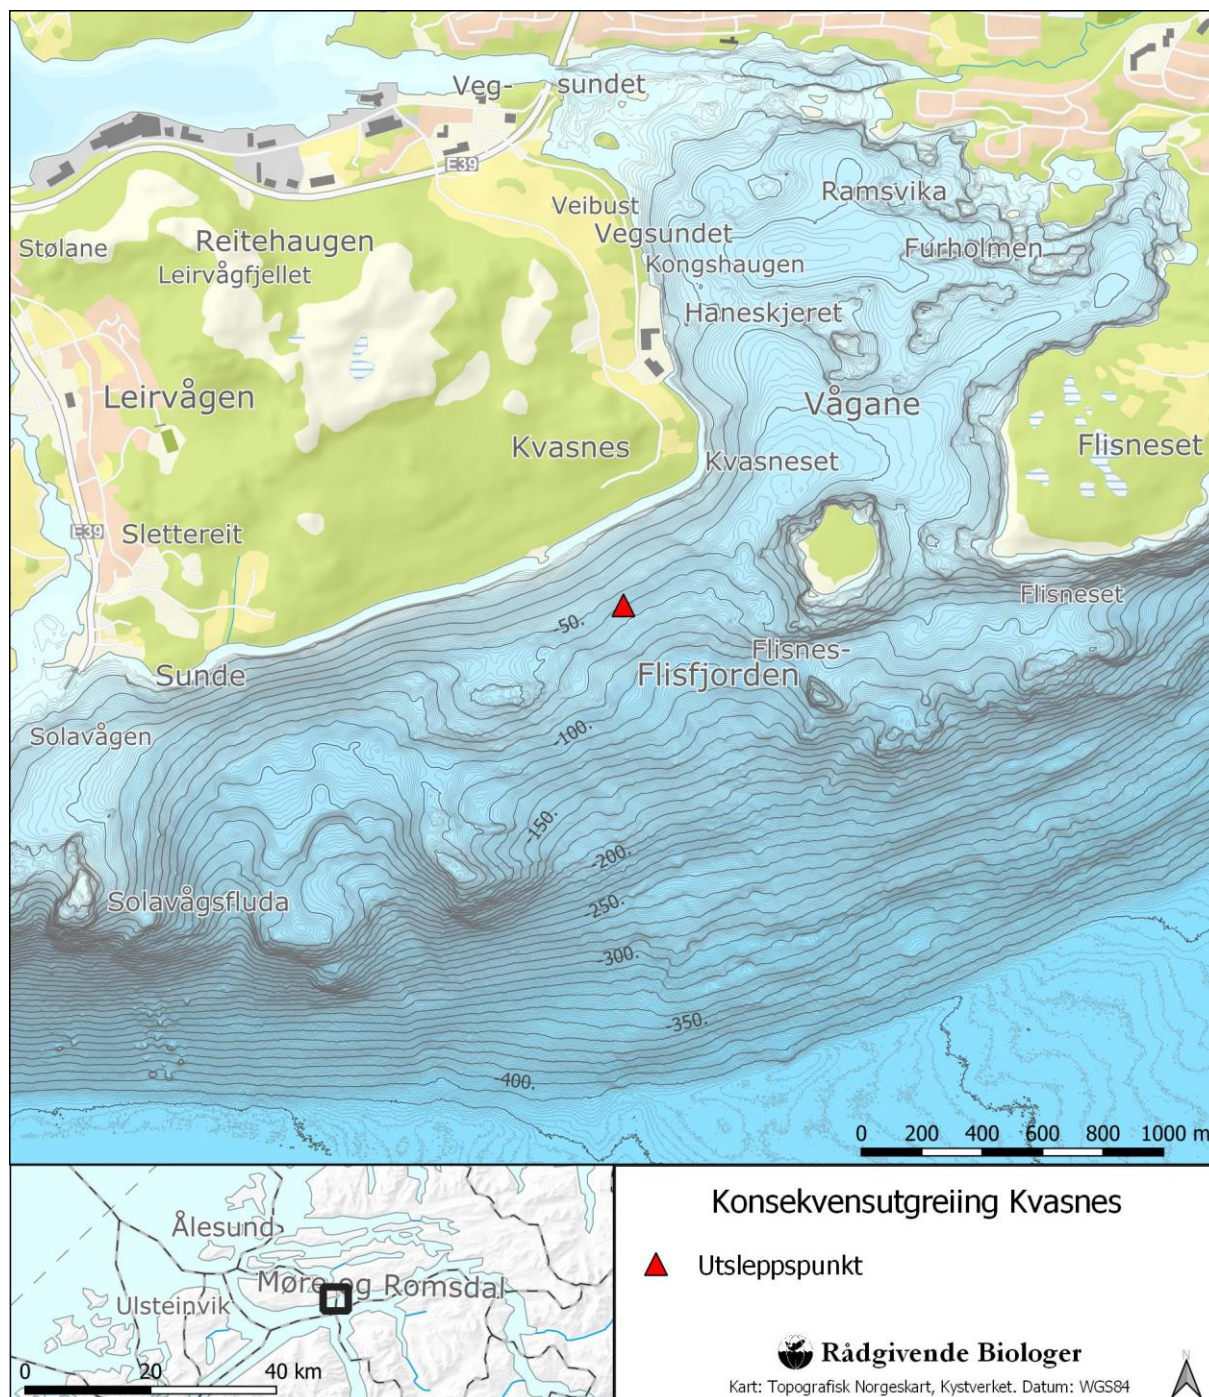 Veg- sundet
E39
Veibust
Ramsvika
Stølane
Reitehaugen
Vegsundet
Furholmen
Leirvågfjellet
Kongshaugen
Håneskjeret
Leirvågen
Vågane
Kvasnes
Kvasneset
Flisneset
E39
Slettereit
Flisneset
-50.
Flisnes-
Sunde
Flisfjorden
Solavågen
-100.
-150.
-200.
Solavågsfluda
-250.
-300.
-350.
-400.
0 200 400 600 800 1000 m
Ålesund
Møre og Romsdal
Ulsteinvik
0 20 40 km
Konsekvensutgreiing Kvasnes
Utsleppspunkt
Rådgivende Biologer
N
Kart: Topografisk Norgeskart, Kystverket. Datum: WGS84